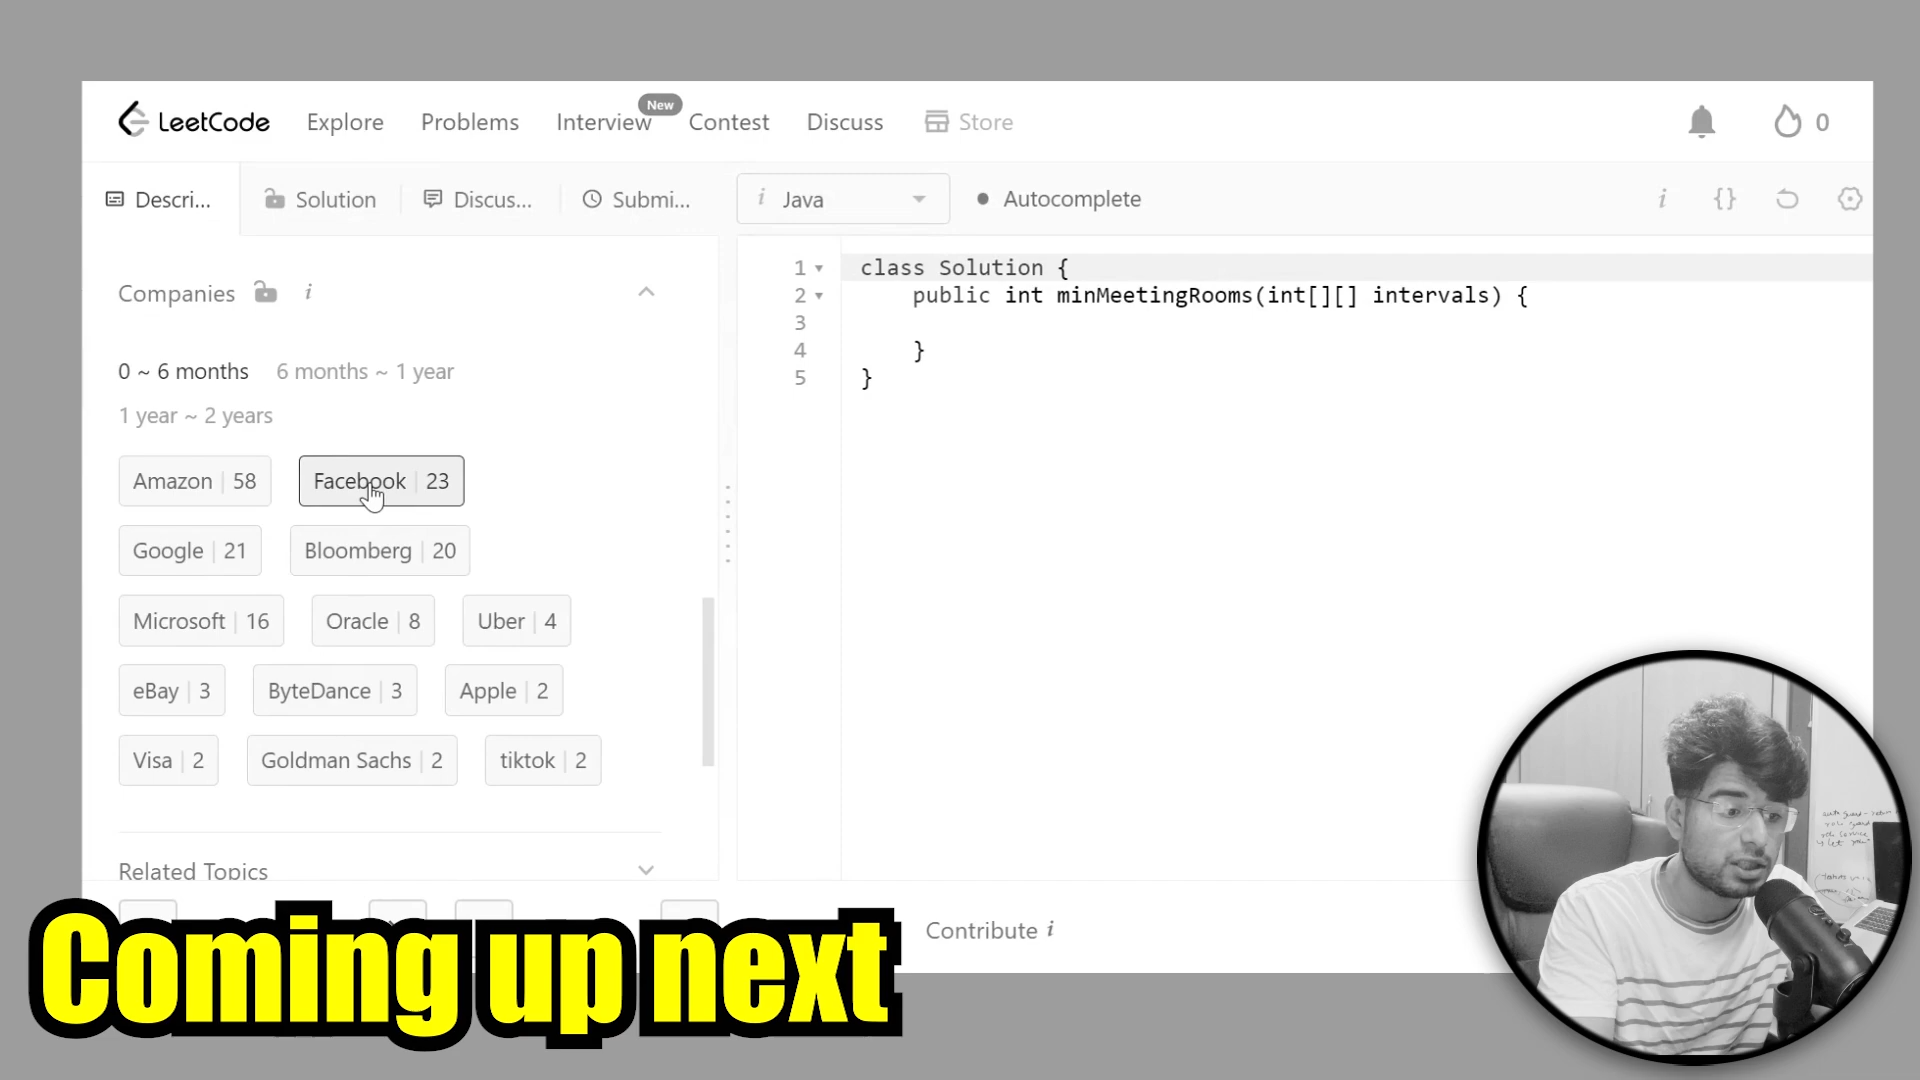 LeetCode Explore Problems Interview New Contest Discuss Store 0
Descri... Solution Discus... Submi...
i Java Autocomplete i {}
Companies i
0 ~ 6 months 6 months ~ 1 year
1 year ~ 2 years
Amazon | 58 Facebook | 23
Google | 21 Bloomberg | 20
Microsoft | 16 Oracle | 8 Uber | 4
eBay | 3 ByteDance | 3 Apple | 2
Visa | 2 Goldman Sachs | 2 tiktok | 2
Related Topics
1 class Solution {
2 public int minMeetingRooms(int[][] intervals) {
3
4 }
5 }
Contribute i
Coming up next